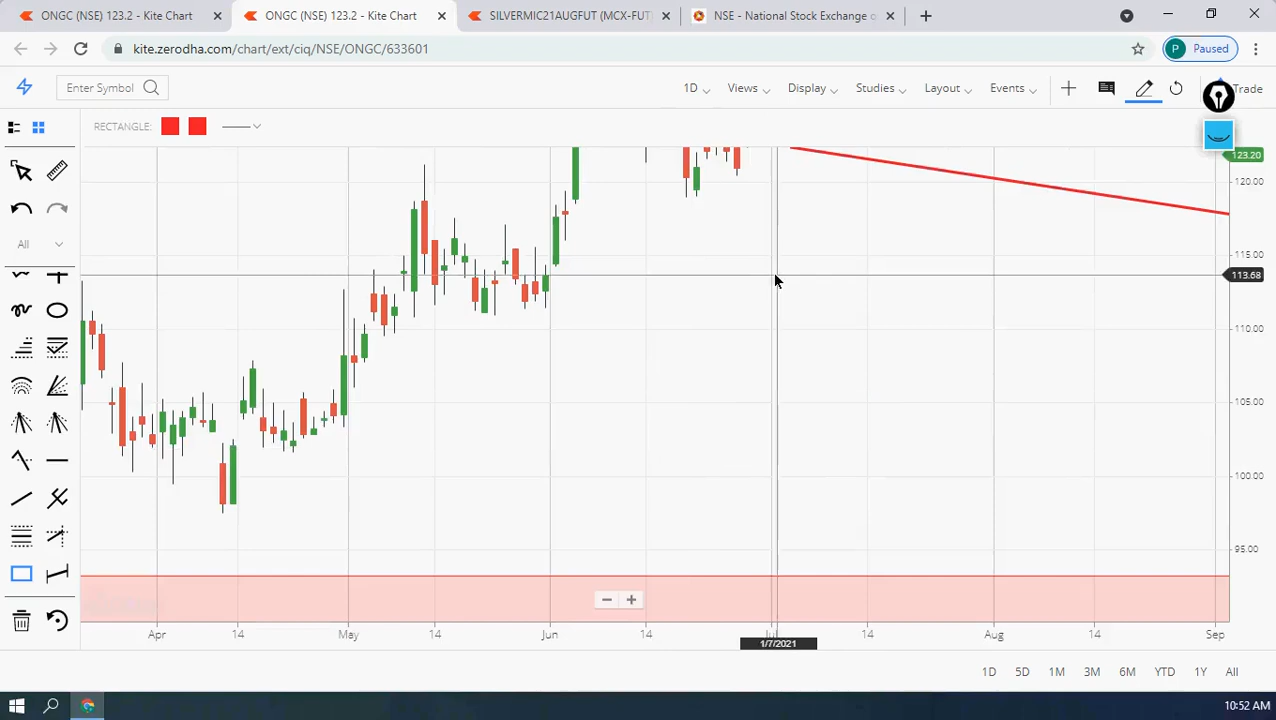 ONGC (NSE) 123.2 - Kite Chart
ONGC (NSE) 123.2 - Kite Chart
SILVERMIC21AUGFUT (MCX-FUT)
NSE - National Stock Exchange o
kite.zerodha.com/chart/ext/ciq/NSE/ONGC/633601
P Paused
Enter Symbol
1D
Views
Display
Studies
Layout
Events
Trade
RECTANGLE:
All
123.20
120.00
115.00
113.68
110.00
105.00
100.00
95.00
Apr 14 May 14 Jun 14 Jul 14 Aug 14 Sep
1/7/2021
1D 5D 1M 3M 6M YTD 1Y All
10:52 AM